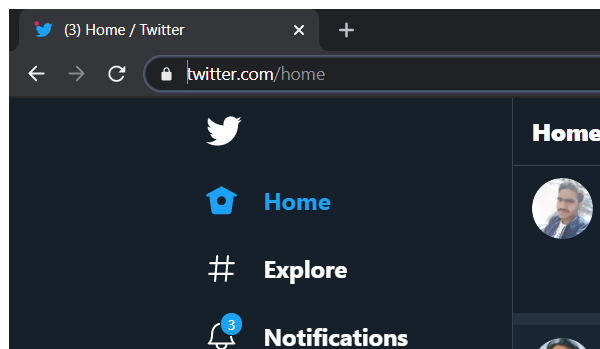 (3) Home / Twitter
twitter.com/home
Home
Home
Explore
3
Notifications